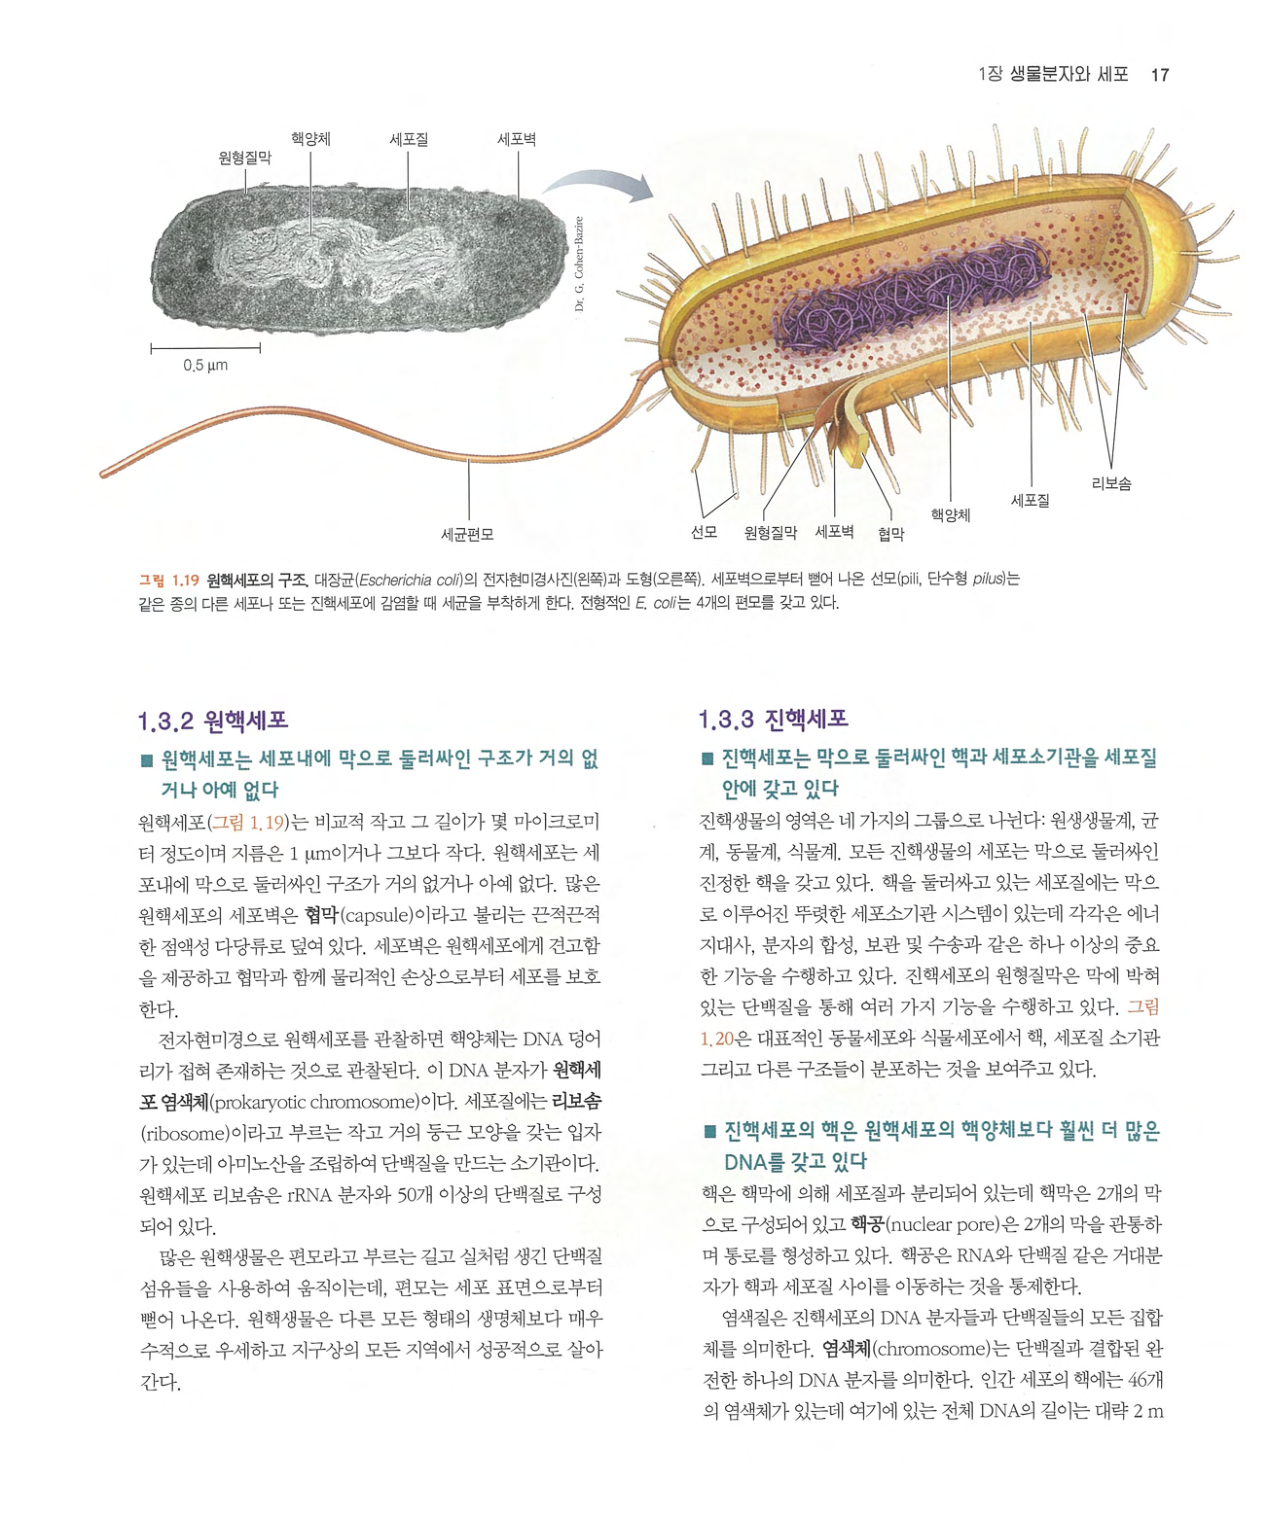 1장 생물분자와 세포 17
원형질막
핵양체
세포질
세포벽
Dr. G. Cohen-Bazire
0.5 μm
세균편모
선모
원형질막
세포벽
협막
핵양체
세포질
리보솜
그림 1.19 원핵세포의 구조. 대장균(Escherichia coli)의 전자현미경사진(왼쪽)과 도형(오른쪽). 세포벽으로부터 뻗어 나온 선모(pili, 단수형 pilus)는
같은 종의 다른 세포나 또는 진핵세포에 감염할 때 세균을 부착하게 한다. 전형적인 E. coli는 4개의 편모를 갖고 있다.
1.3.2 원핵세포
■ 원핵세포는 세포내에 막으로 둘러싸인 구조가 거의 없
거나 아예 없다
원핵세포(그림 1.19)는 비교적 작고 그 길이가 몇 마이크로미
터 정도이며 지름은 1 μm이거나 그보다 작다. 원핵세포는 세
포내에 막으로 둘러싸인 구조가 거의 없거나 아예 없다. 많은
원핵세포의 세포벽은 협막(capsule)이라고 불리는 끈적끈적
한 점액성 다당류로 덮여 있다. 세포벽은 원핵세포에게 견고함
을 제공하고 협막과 함께 물리적인 손상으로부터 세포를 보호
한다.
전자현미경으로 원핵세포를 관찰하면 핵양체는 DNA 덩어
리가 접혀 존재하는 것으로 관찰된다. 이 DNA 분자가 원핵세
포 염색체(prokaryotic chromosome)이다. 세포질에는 리보솜
(ribosome)이라고 부르는 작고 거의 둥근 모양을 갖는 입자
가 있는데 아미노산을 조립하여 단백질을 만드는 소기관이다.
원핵세포 리보솜은 rRNA 분자와 50개 이상의 단백질로 구성
되어 있다.
많은 원핵생물은 편모라고 부르는 길고 실처럼 생긴 단백질
섬유들을 사용하여 움직이는데, 편모는 세포 표면으로부터
뻗어 나온다. 원핵생물은 다른 모든 형태의 생명체보다 매우
수적으로 우세하고 지구상의 모든 지역에서 성공적으로 살아
간다.
1.3.3 진핵세포
■ 진핵세포는 막으로 둘러싸인 핵과 세포소기관을 세포질
안에 갖고 있다
진핵생물의 영역은 네 가지의 그룹으로 나뉜다: 원생생물계, 균
계, 동물계, 식물계. 모든 진핵생물의 세포는 막으로 둘러싸인
진정한 핵을 갖고 있다. 핵을 둘러싸고 있는 세포질에는 막으
로 이루어진 뚜렷한 세포소기관 시스템이 있는데 각각은 에너
지대사, 분자의 합성, 보관 및 수송과 같은 하나 이상의 중요
한 기능을 수행하고 있다. 진핵세포의 원형질막은 막에 박혀
있는 단백질을 통해 여러 가지 기능을 수행하고 있다. 그림
1.20은 대표적인 동물세포와 식물세포에서 핵, 세포질 소기관
그리고 다른 구조들이 분포하는 것을 보여주고 있다.
■ 진핵세포의 핵은 원핵세포의 핵양체보다 훨씬 더 많은
DNA를 갖고 있다
핵은 핵막에 의해 세포질과 분리되어 있는데 핵막은 2개의 막
으로 구성되어 있고 핵공(nuclear pore)은 2개의 막을 관통하
며 통로를 형성하고 있다. 핵공은 RNA와 단백질 같은 거대분
자가 핵과 세포질 사이를 이동하는 것을 통제한다.
염색질은 진핵세포의 DNA 분자들과 단백질들의 모든 집합
체를 의미한다. 염색체(chromosome)는 단백질과 결합된 완
전한 하나의 DNA 분자를 의미한다. 인간 세포의 핵에는 46개
의 염색체가 있는데 여기에 있는 전체 DNA의 길이는 대략 2 m